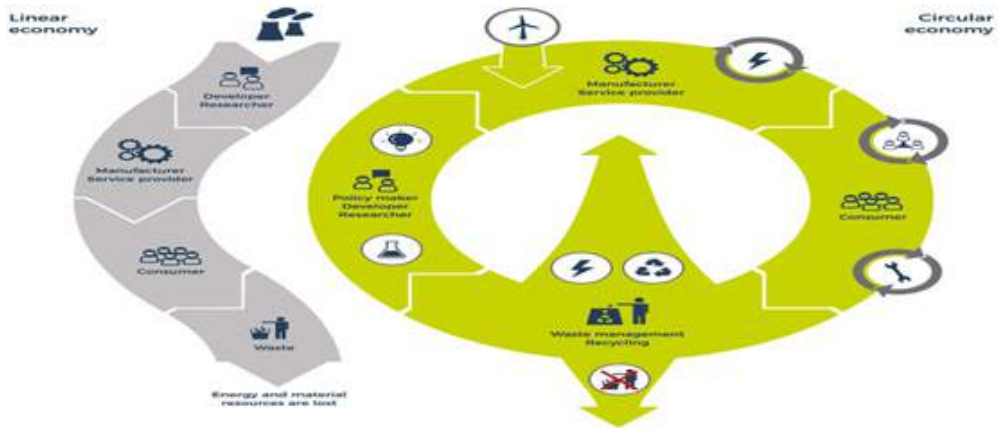 Linear
economy
Developer
Researcher
Manufacturer
Service provider
Consumer
Waste
Energy and material
resources are lost
Circular
economy
Manufacturer
Service provider
Policy maker
Developer
Researcher
Consumer
Waste management
Recycling